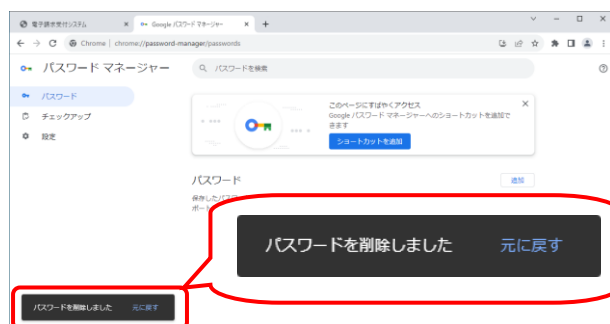 電子請求受付システム
Google パスワード マネージャー
Chrome | chrome://password-manager/passwords
パスワード マネージャー
パスワードを検索
パスワード
チェックアップ
設定
このページにすばやくアクセス
Google パスワード マネージャーへのショートカットを追加で
きます
ショートカットを追加
パスワード
追加
パスワードを削除しました 元に戻す
パスワードを削除しました 元に戻す